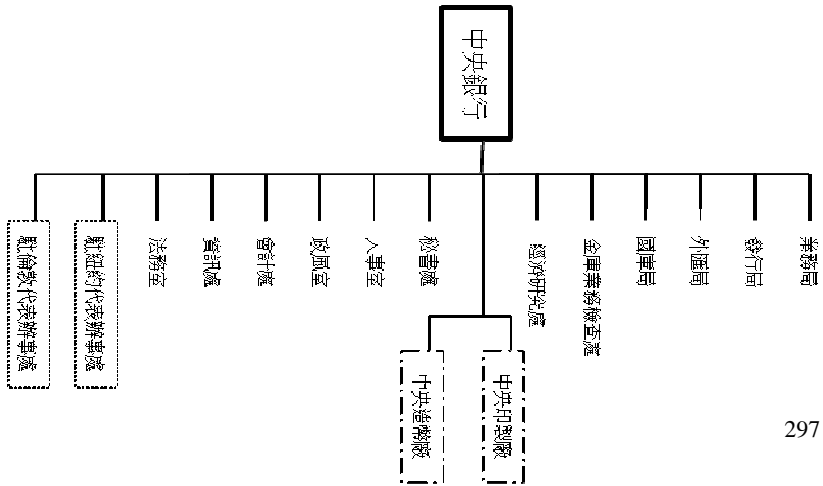 中央銀行
業務局
發行局
外匯局
國庫局
金融業務檢查處
經濟研究處
秘書處
人事室
政風室
會計處
資訊處
法務室
駐紐約代表辦事處
駐倫敦代表辦事處
中央印製廠
中央造幣廠
297